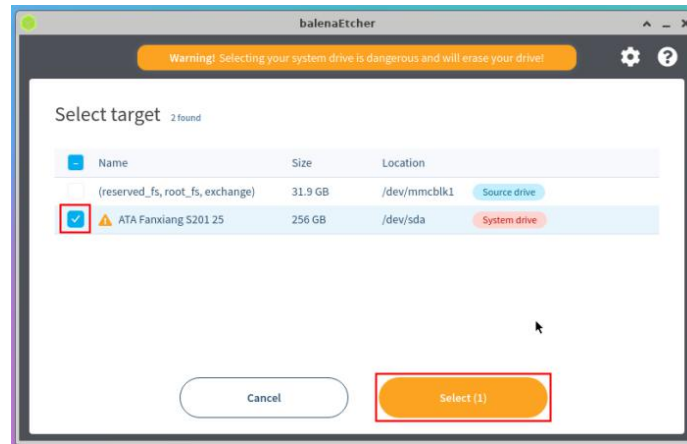 balenaEtcher
Warning! Selecting your system drive is dangerous and will erase your drive!
Select target 2 found
Name Size Location
(reserved_fs, root_fs, exchange) 31.9 GB /dev/mmcblk1 Source drive
ATA Fanxiang S201 25 256 GB /dev/sda System drive
Cancel Select (1)